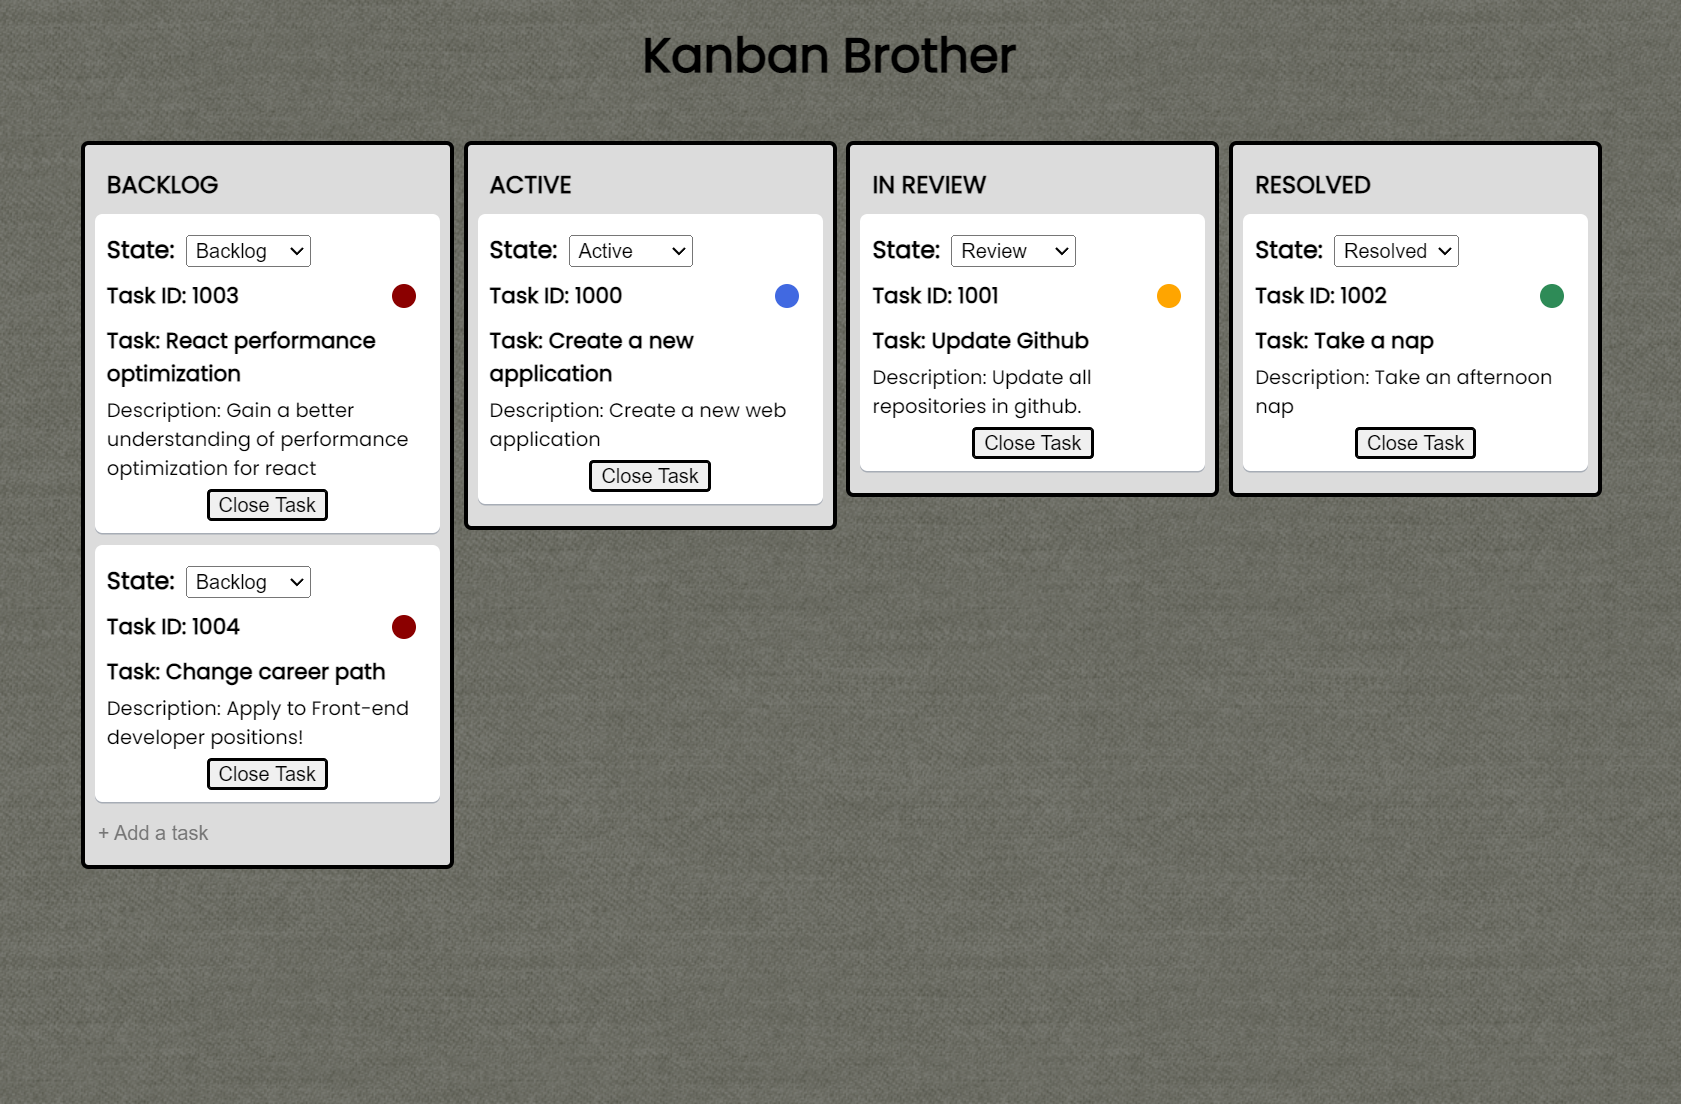 Kanban Brother
BACKLOG
State: Backlog
Task ID: 1003
Task: React performance
optimization
Description: Gain a better
understanding of performance
optimization for react
Close Task
State: Backlog
Task ID: 1004
Task: Change career path
Description: Apply to Front-end
developer positions!
Close Task
+ Add a task
ACTIVE
State: Active
Task ID: 1000
Task: Create a new
application
Description: Create a new web
application
Close Task
IN REVIEW
State: Review
Task ID: 1001
Task: Update Github
Description: Update all
repositories in github.
Close Task
RESOLVED
State: Resolved
Task ID: 1002
Task: Take a nap
Description: Take an afternoon
nap
Close Task